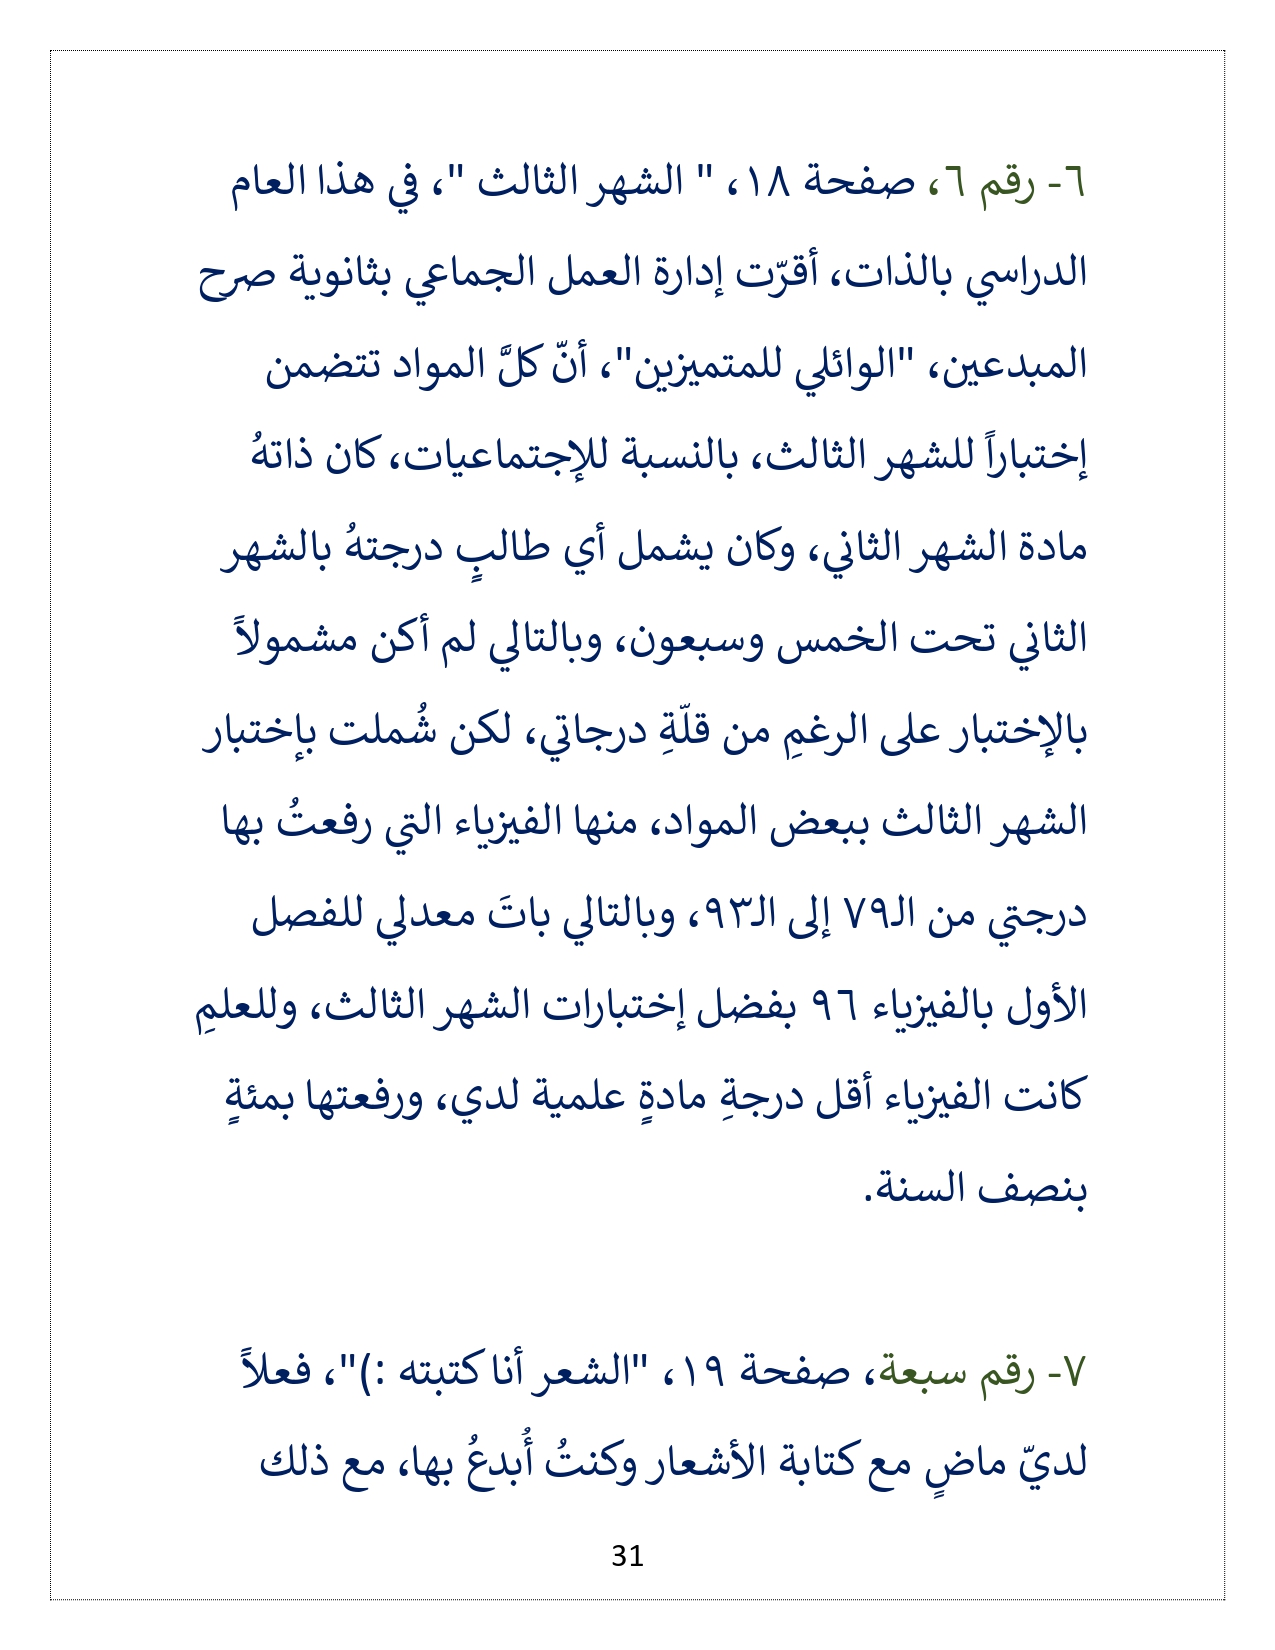 ٦- رقم ٦، صفحة ١٨، " الشهر الثالث "، في هذا العام
الدراسي بالذات، أقرّت إدارة العمل الجماعي بثانوية صرح
المبدعين، "الوائلي للمتميزين"، أنّ كلَّ المواد تتضمن
إختباراً للشهر الثالث، بالنسبة للإجتماعيات، كان ذاتهُ
مادة الشهر الثاني، وكان يشمل أي طالبٍ درجتهُ بالشهر
الثاني تحت الخمس وسبعون، وبالتالي لم أكن مشمولاً
بالإختبار على الرغمِ من قلّةِ درجاتي، لكن شُملت بإختبار
الشهر الثالث ببعض المواد، منها الفيزياء التي رفعتُ بها
درجتي من الـ٧٩ إلى الـ٩٣، وبالتالي باتَ معدلي للفصل
الأول بالفيزياء ٩٦ بفضل إختبارات الشهر الثالث، وللعلمِ
كانت الفيزياء أقل درجةِ مادةٍ علمية لدي، ورفعتها بمئةٍ
بنصف السنة.
٧- رقم سبعة، صفحة ١٩، "الشعر أنا كتبته :)"، فعلاً
لديّ ماضٍ مع كتابة الأشعار وكنتُ أُبدعُ بها، مع ذلك
31